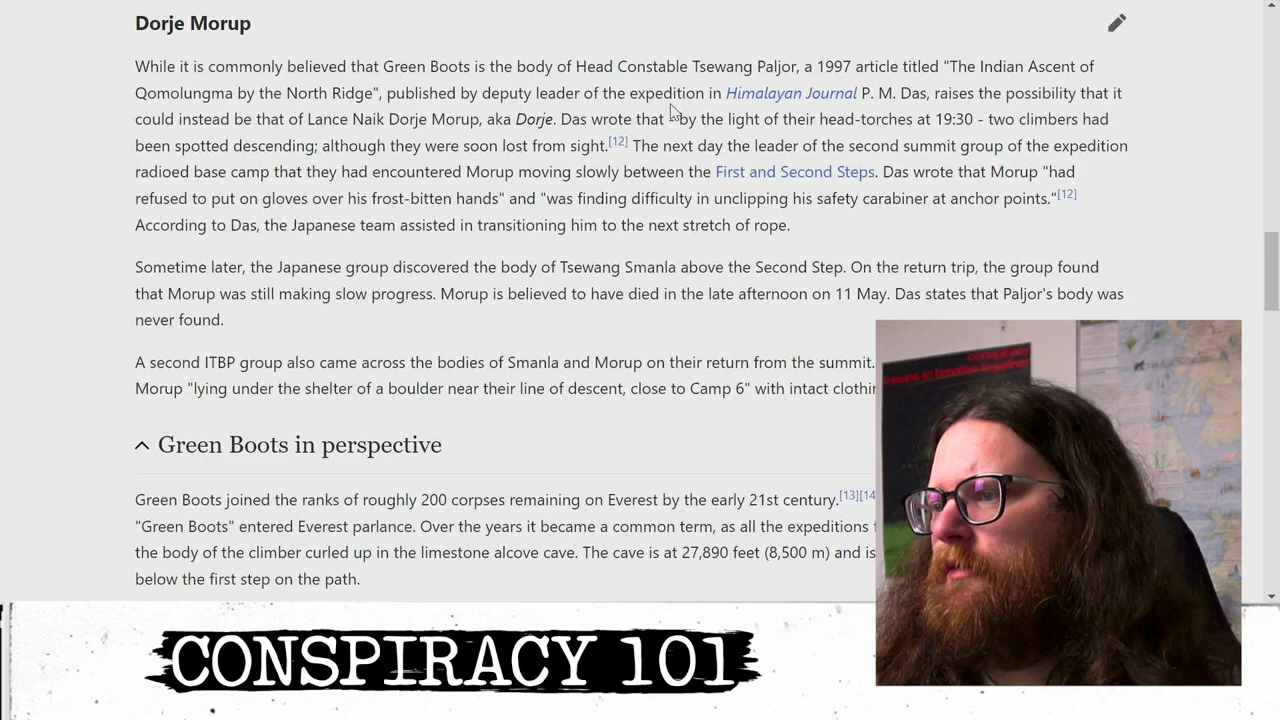 Dorje Morup
While it is commonly believed that Green Boots is the body of Head Constable Tsewang Paljor, a 1997 article titled "The Indian Ascent of
Qomolungma by the North Ridge", published by deputy leader of the expedition in Himalayan Journal P. M. Das, raises the possibility that it
could instead be that of Lance Naik Dorje Morup, aka Dorje. Das wrote that "by the light of their head-torches at 19:30 - two climbers had
been spotted descending; although they were soon lost from sight.[12] The next day the leader of the second summit group of the expedition
radioed base camp that they had encountered Morup moving slowly between the First and Second Steps. Das wrote that Morup "had
refused to put on gloves over his frost-bitten hands" and "was finding difficulty in unclipping his safety carabiner at anchor points."[12]
According to Das, the Japanese team assisted in transitioning him to the next stretch of rope.
Sometime later, the Japanese group discovered the body of Tsewang Smanla above the Second Step. On the return trip, the group found
that Morup was still making slow progress. Morup is believed to have died in the late afternoon on 11 May. Das states that Paljor's body was
never found.
A second ITBP group also came across the bodies of Smanla and Morup on their return from the summit.
Morup "lying under the shelter of a boulder near their line of descent, close to Camp 6" with intact clothin
Green Boots in perspective
Green Boots joined the ranks of roughly 200 corpses remaining on Everest by the early 21st century.[13][14
"Green Boots" entered Everest parlance. Over the years it became a common term, as all the expeditions
the body of the climber curled up in the limestone alcove cave. The cave is at 27,890 feet (8,500 m) and is
below the first step on the path.
conspiracy
means to breathe together
CONSPIRACY 101